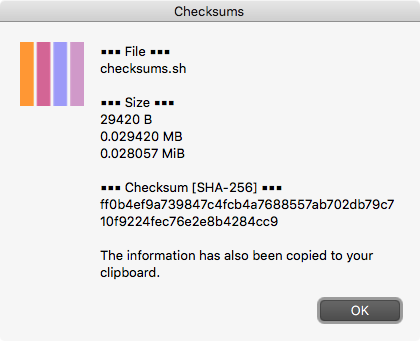 Checksums
▪▪▪ File ▪▪▪
checksums.sh
▪▪▪ Size ▪▪▪
29420 B
0.029420 MB
0.028057 MiB
▪▪▪ Checksum [SHA-256] ▪▪▪
ff0b4ef9a739847c4fcb4a7688557ab702db79c7
10f9224fec76e2e8b4284cc9
The information has also been copied to your
clipboard.
OK